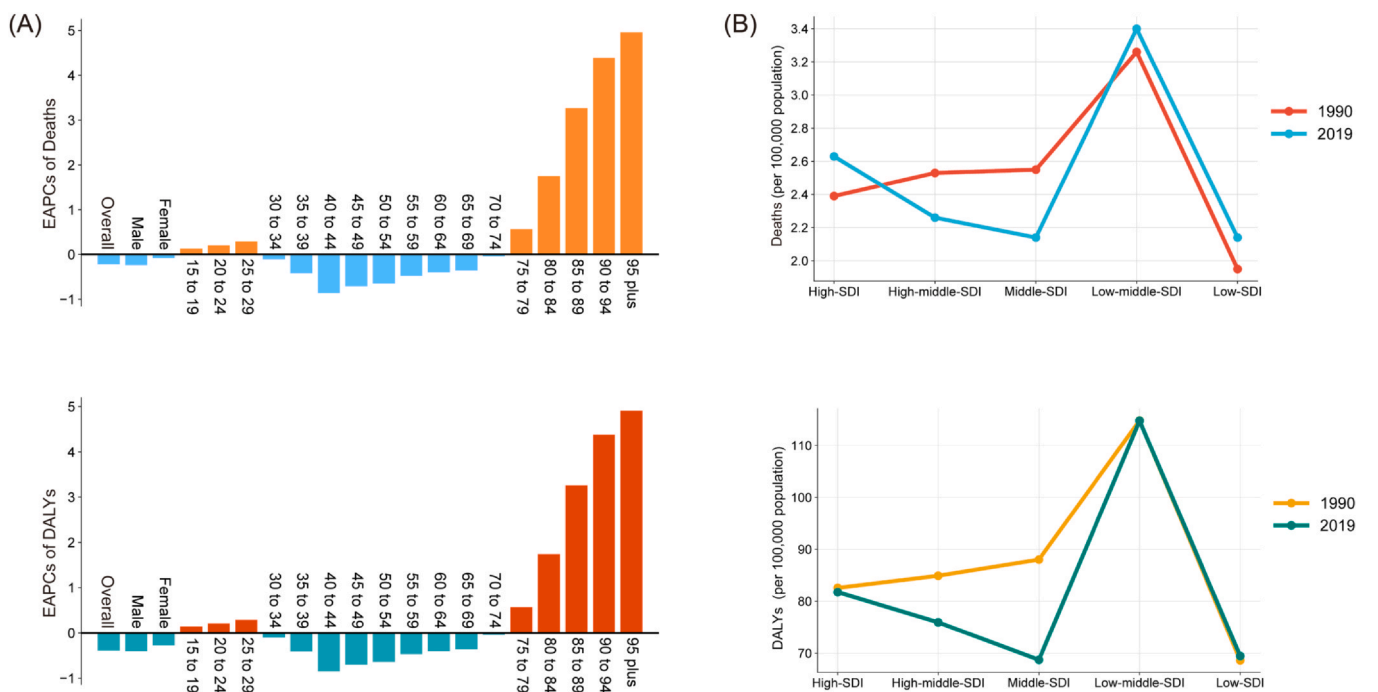 (A)
EAPCs of Deaths
5
4
3
2
1
0
−1
Overall
Male
Female
15 to 19
20 to 24
25 to 29
30 to 34
35 to 39
40 to 44
45 to 49
50 to 54
55 to 59
60 to 64
65 to 69
70 to 74
75 to 79
80 to 84
85 to 89
90 to 94
95 plus
(B)
Deaths (per 100,000 population)
3.4
3.2
3.0
2.8
2.6
2.4
2.2
2.0
High-SDI
High-middle-SDI
Middle-SDI
Low-middle-SDI
Low-SDI
1990
2019
EAPCs of DALYs
5
4
3
2
1
0
−1
Overall
Male
Female
15 to 19
20 to 24
25 to 29
30 to 34
35 to 39
40 to 44
45 to 49
50 to 54
55 to 59
60 to 64
65 to 69
70 to 74
75 to 79
80 to 84
85 to 89
90 to 94
95 plus
DALYs (per 100,000 population)
110
100
90
80
70
High-SDI
High-middle-SDI
Middle-SDI
Low-middle-SDI
Low-SDI
1990
2019